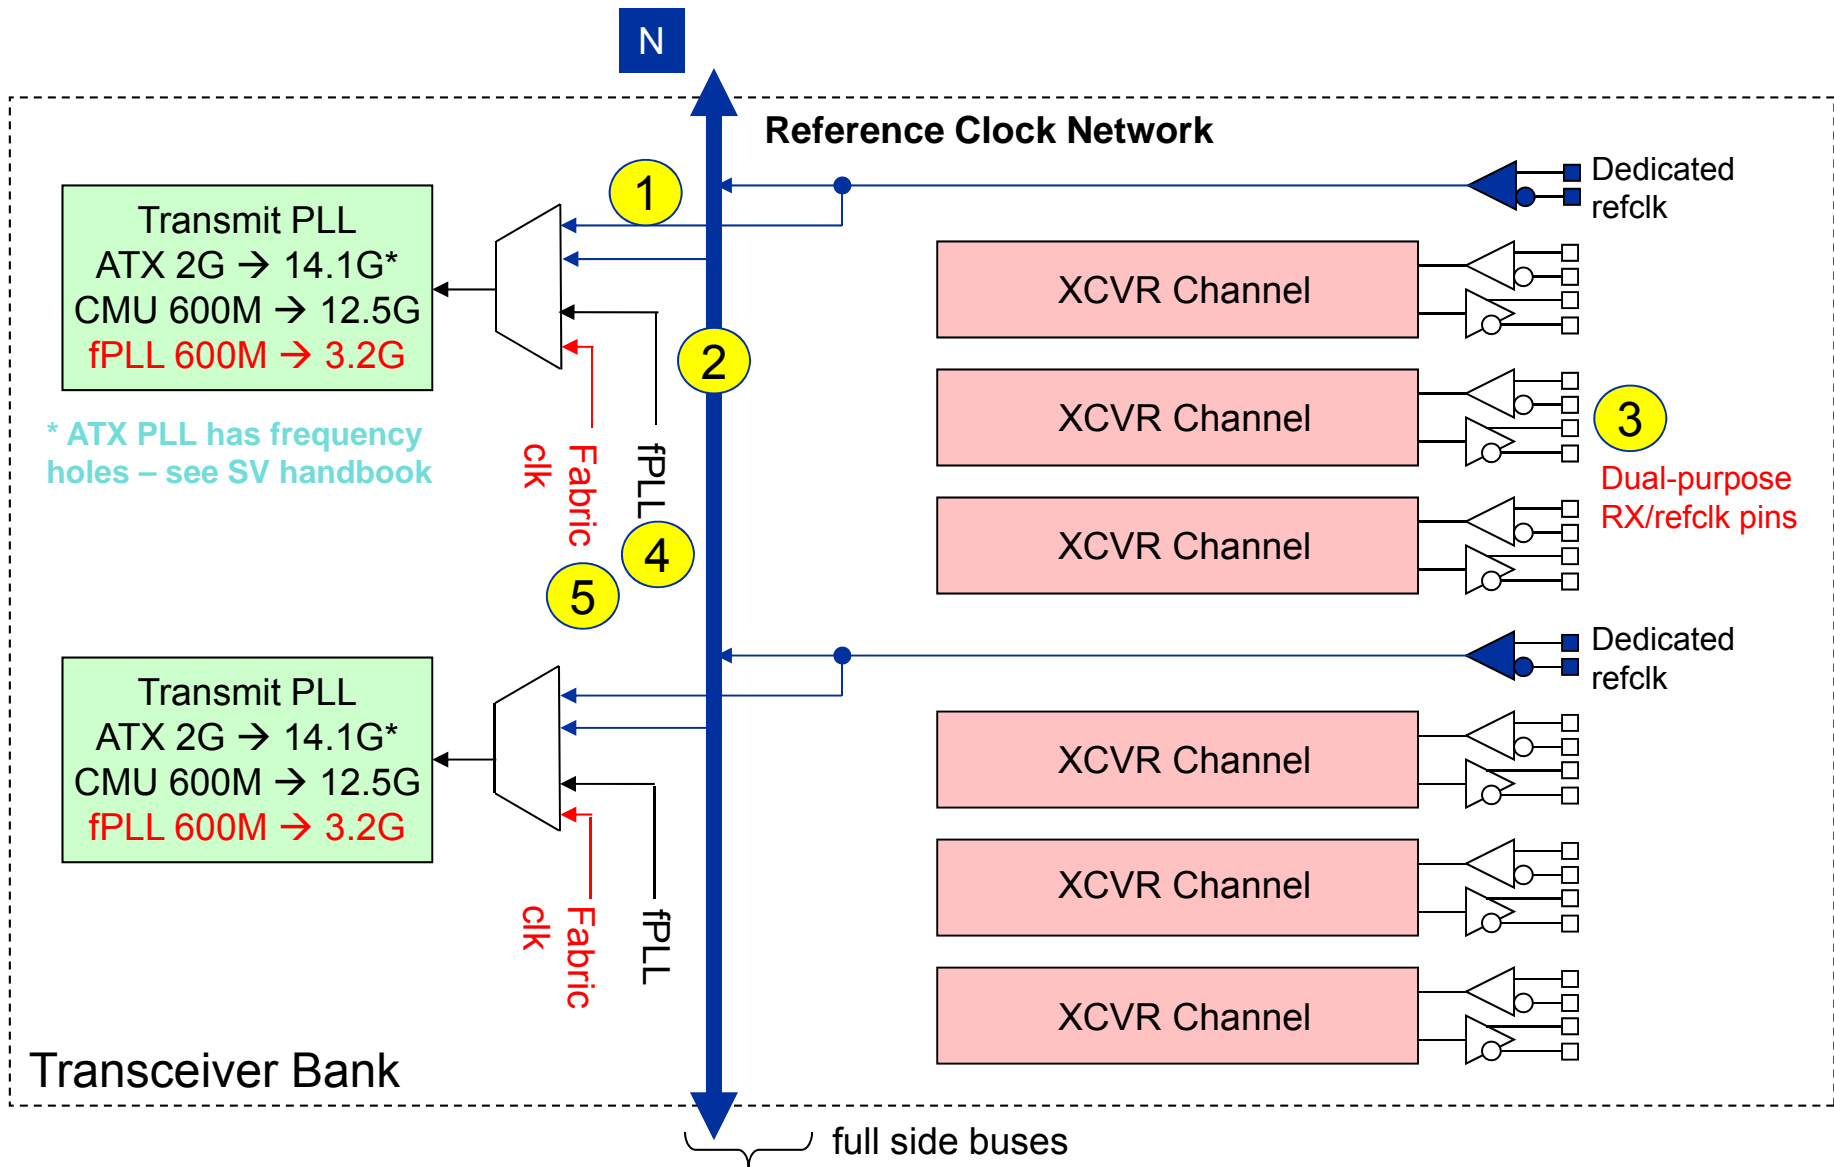 N
Reference Clock Network
1
Dedicated
refclk
Transmit PLL
ATX 2G → 14.1G*
CMU 600M → 12.5G
fPLL 600M → 3.2G
XCVR Channel
2
XCVR Channel
3
* ATX PLL has frequency
holes – see SV handbook
Fabric
clk
fPLL
Dual-purpose
RX/refclk pins
XCVR Channel
4
5
Dedicated
refclk
Transmit PLL
ATX 2G → 14.1G*
CMU 600M → 12.5G
fPLL 600M → 3.2G
XCVR Channel
XCVR Channel
Fabric
clk
fPLL
XCVR Channel
Transceiver Bank
full side buses